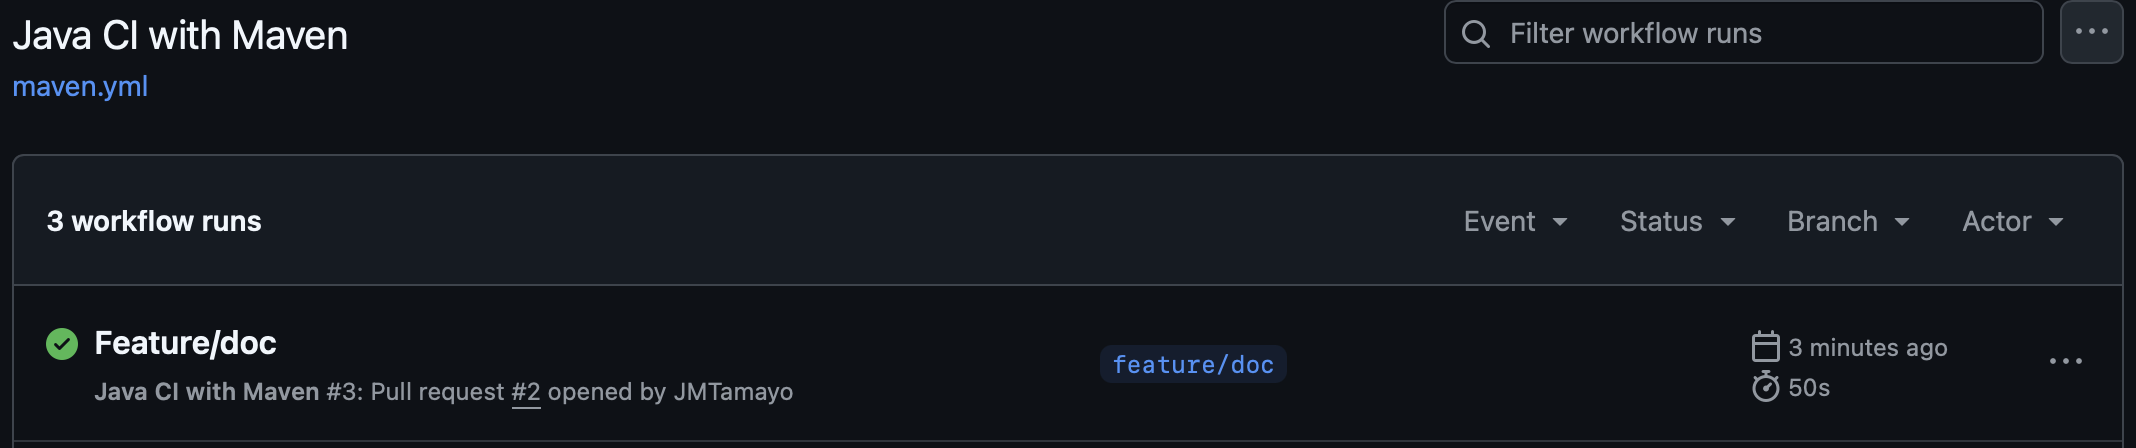 Java CI with Maven
Filter workflow runs
maven.yml
3 workflow runs
Event
Status
Branch
Actor
Feature/doc
Java CI with Maven #3: Pull request #2 opened by JMTamayo
feature/doc
3 minutes ago
50s